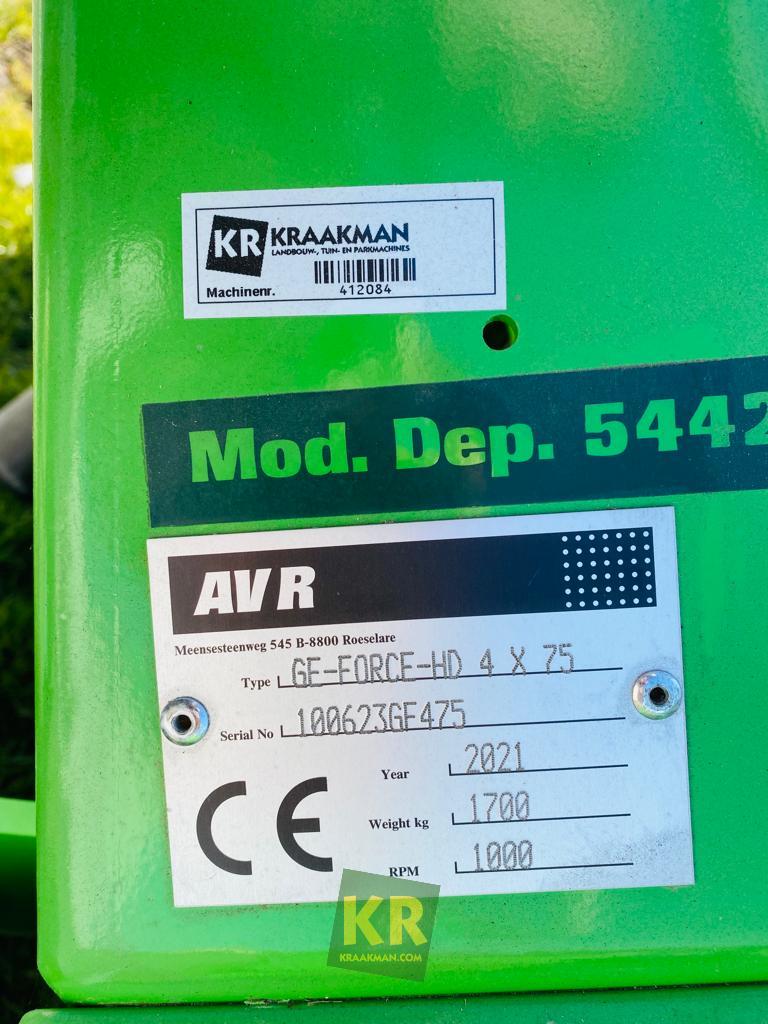 KR KRAAKMAN
LANDBOUW-, TUIN- EN PARKMACHINES
Machinenr. 412084
Mod. Dep. 5442
AVR
Meensesteenweg 545 B-8800 Roeselare
Type GE-FORCE-HD 4 X 75
Serial No 100623GF475
Year 2021
CE
Weight kg 1700
RPM 1000
KR
KRAAKMAN.COM